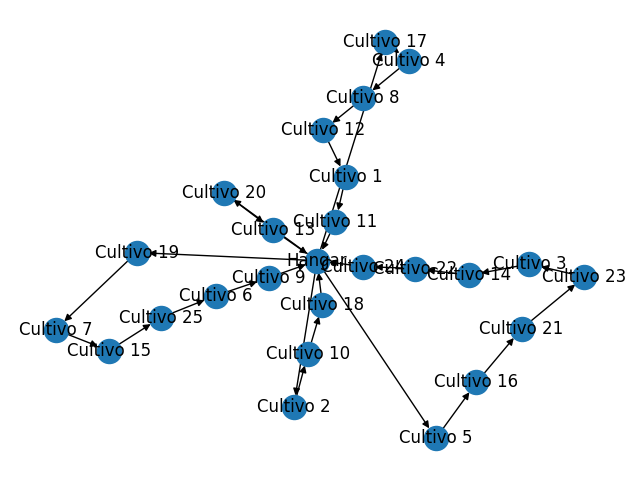 Cultivo 17
Cultivo 4
Cultivo 8
Cultivo 12
Cultivo 1
Cultivo 20
Cultivo 11
Cultivo 13
Cultivo 19
Hangar
Cultivo 24
Cultivo 22
Cultivo 14
Cultivo 3
Cultivo 23
Cultivo 9
Cultivo 6
Cultivo 18
Cultivo 25
Cultivo 7
Cultivo 15
Cultivo 21
Cultivo 10
Cultivo 16
Cultivo 2
Cultivo 5